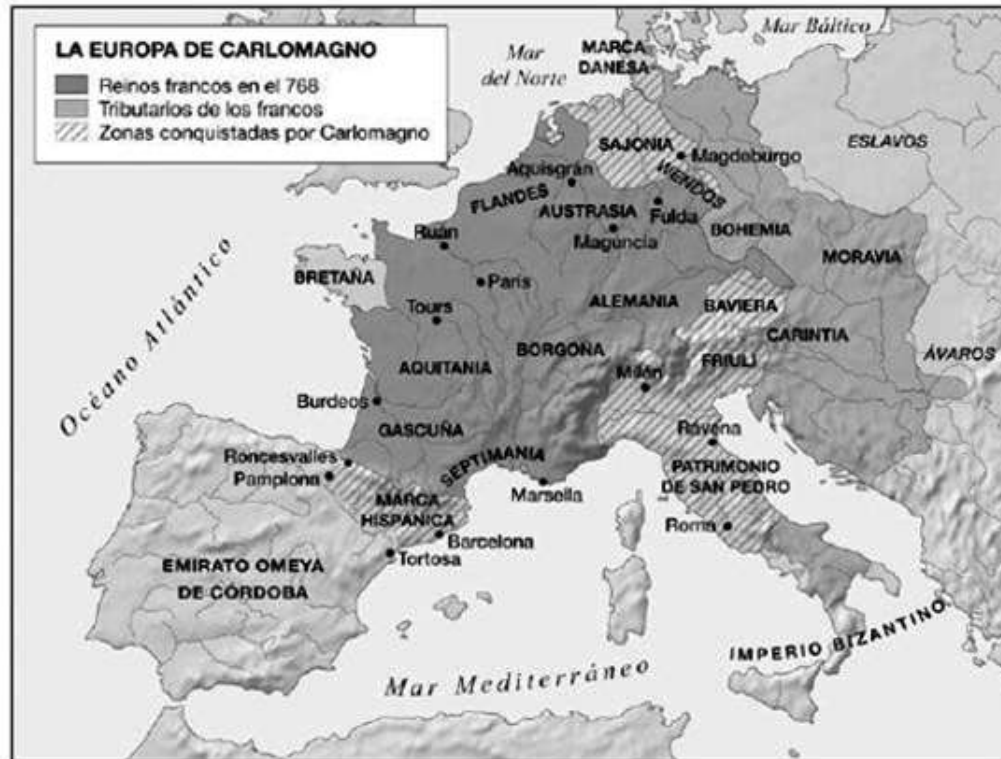 LA EUROPA DE CARLOMAGNO
Reinos francos en el 768
Tributarios de los francos
Zonas conquistadas por Carlomagno
Mar Báltico
MARCA
DANESA
Mar
del Norte
ESLAVOS
SAJONIA
Magdeburgo
WENDOS
Aquisgrán
FLANDES
AUSTRASIA
Fulda
BOHEMIA
Ruán
Maguncia
MORAVIA
BRETAÑA
París
ALEMANIA
BAVIERA
Tours
CARINTIA
Océano Atlántico
BORGOÑA
FRIULI
ÁVAROS
AQUITANIA
Milón
Burdeos
GASCUÑA
Ravena
SEPTIMANIA
Roncesvalles
Pamplona
PATRIMONIO
DE SAN PEDRO
Marsella
MARCA
HISPÁNICA
Roma
Barcelona
Tortosa
EMIRATO OMEYA
DE CÓRDOBA
IMPERIO BIZANTINO
Mar Mediterráneo